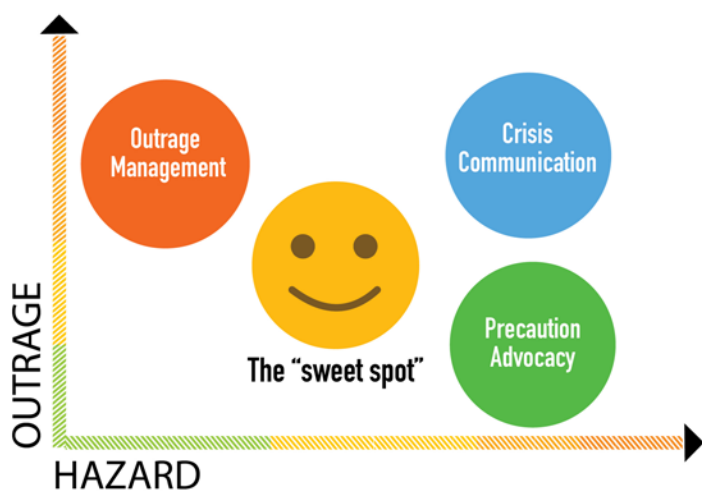 Outrage
Management
Crisis
Communication
The “sweet spot”
Precaution
Advocacy
OUTRAGE
HAZARD